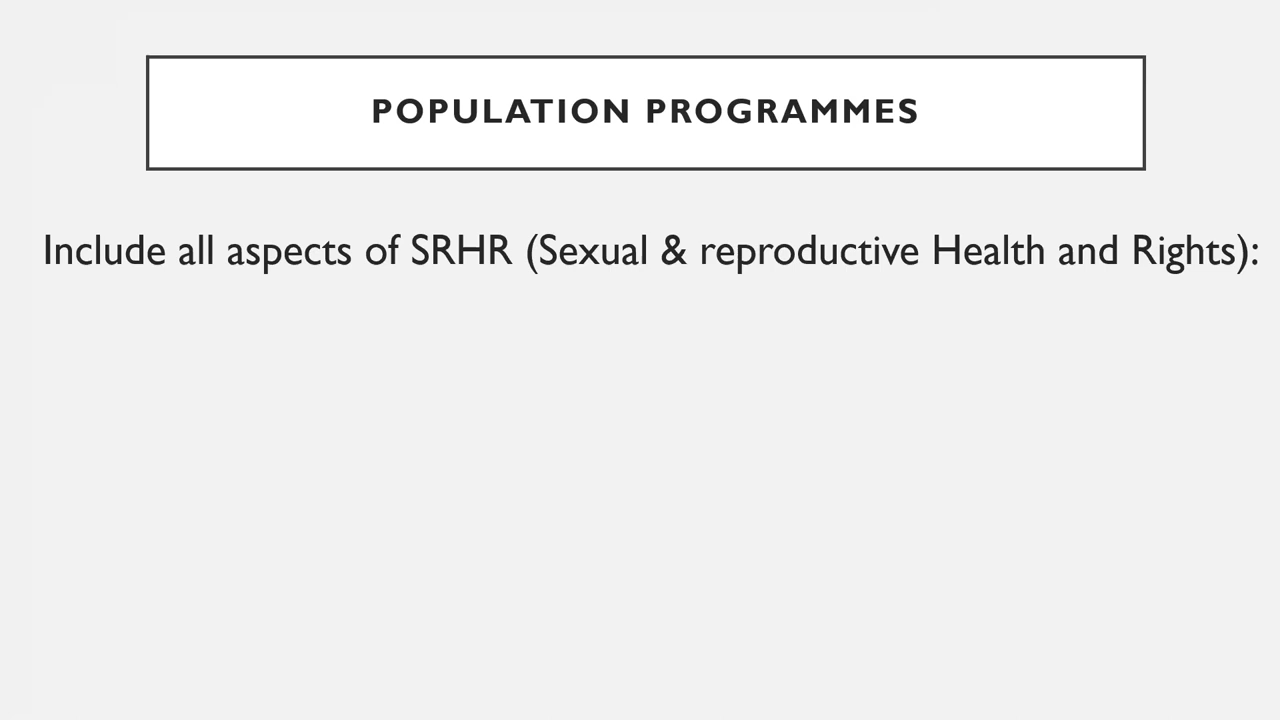 POPULATION PROGRAMMES
Include all aspects of SRHR (Sexual & reproductive Health and Rights):